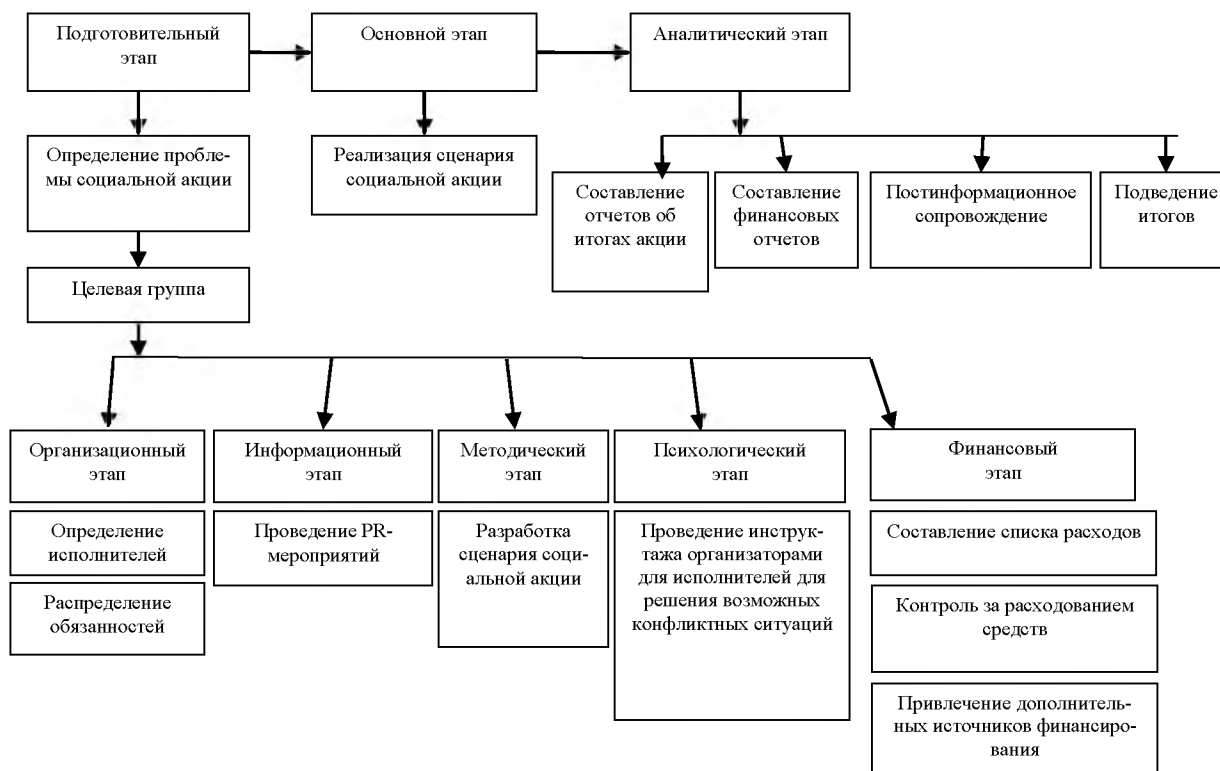 Подготовительный
этап
Основной этап
Аналитический этап
Определение пробле-
мы социальной акции
Реализация сценария
социальной акции
Составление
отчетов об
итогах акции
Составление
финансовых
отчетов
Постинформационное
сопровождение
Подведение
итогов
Целевая группа
Организационный
этап
Информационный
этап
Методический
этап
Психологический
этап
Финансовый
этап
Определение
исполнителей
Распределение
обязанностей
Проведение PR-
мероприятий
Разработка
сценария соци-
альной акции
Проведение инструк-
тажа организаторами
для исполнителей для
решения возможных
конфликтных ситуаций
Составление списка расходов
Контроль за расходованием
средств
Привлечение дополнитель-
ных источников финансиро-
вания